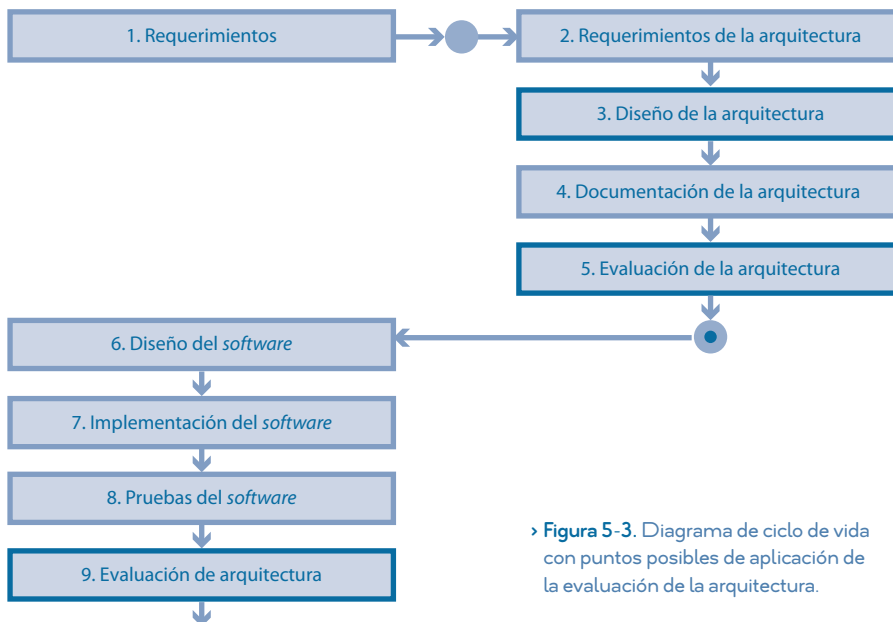 1. Requerimientos
2. Requerimientos de la arquitectura
3. Diseño de la arquitectura
4. Documentación de la arquitectura
5. Evaluación de la arquitectura
6. Diseño del software
7. Implementación del software
8. Pruebas del software
9. Evaluación de arquitectura
› Figura 5-3. Diagrama de ciclo de vida
con puntos posibles de aplicación de
la evaluación de la arquitectura.